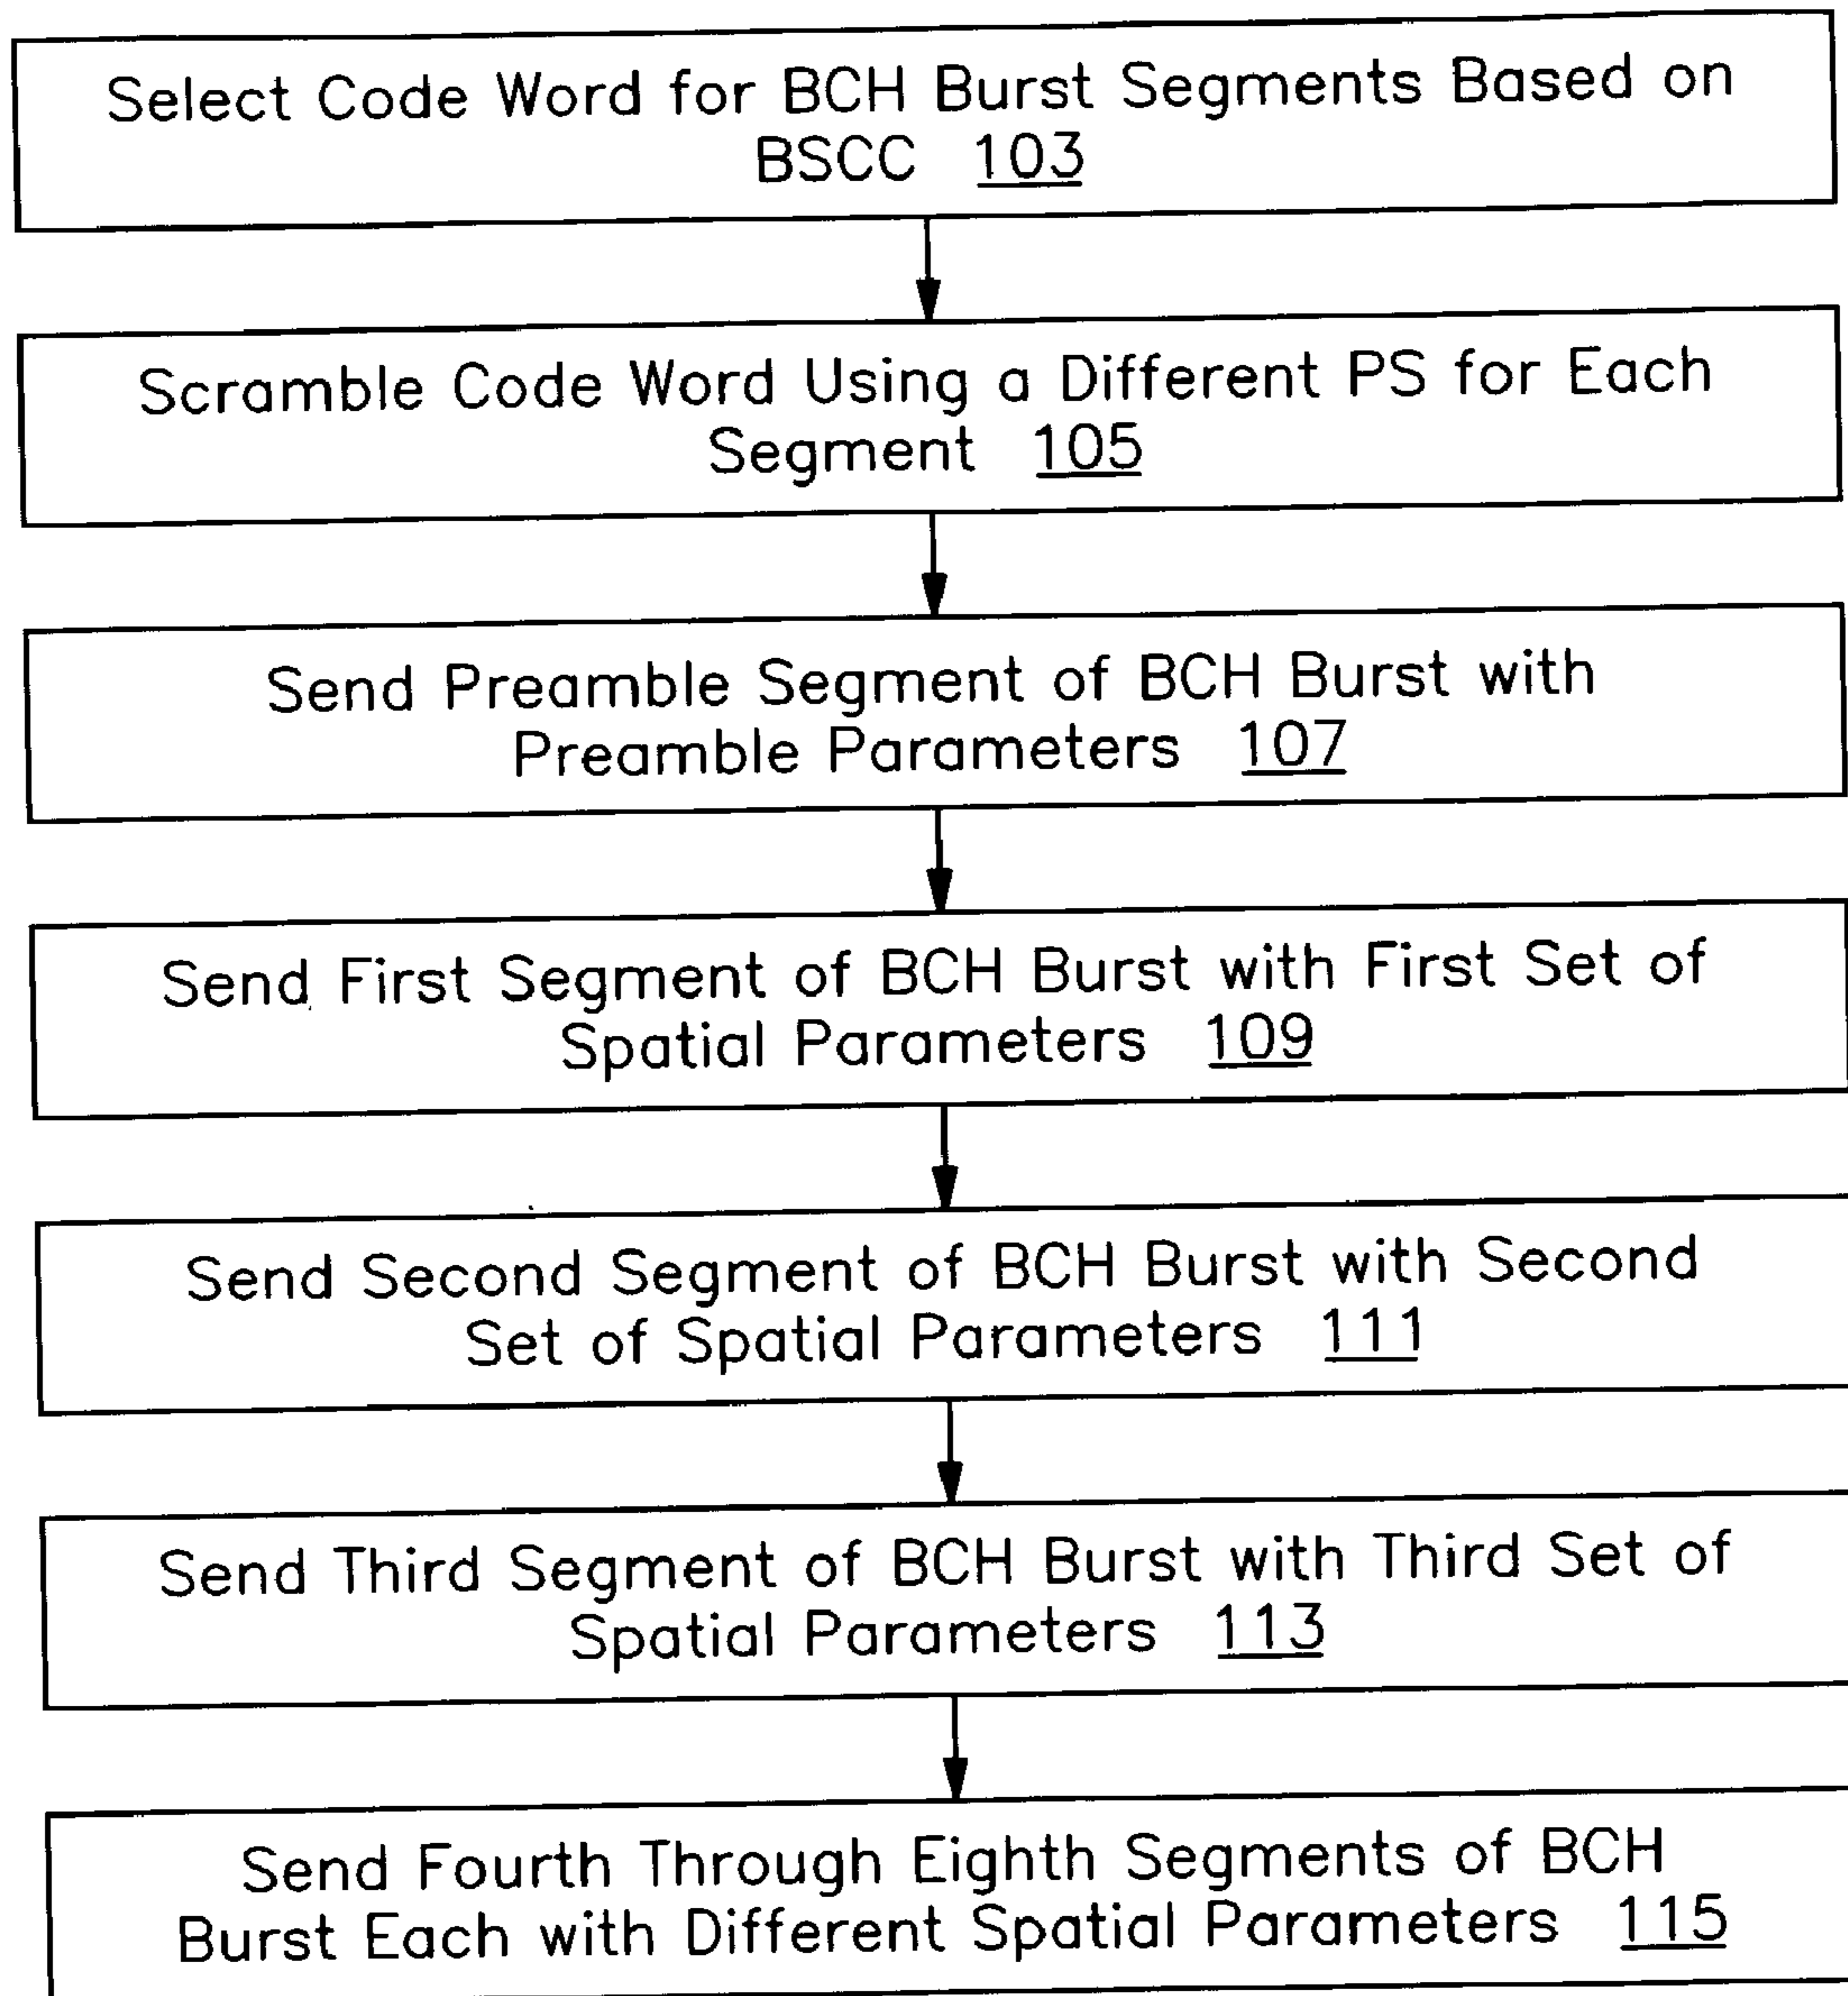 Select Code Word for BCH Burst Segments Based on
BSCC 103
Scramble Code Word Using a Different PS for Each
Segment 105
Send Preamble Segment of BCH Burst with
Preamble Parameters 107
Send First Segment of BCH Burst with First Set of
Spatial Parameters 109
Send Second Segment of BCH Burst with Second
Set of Spatial Parameters 111
Send Third Segment of BCH Burst with Third Set of
Spatial Parameters 113
Send Fourth Through Eighth Segments of BCH
Burst Each with Different Spatial Parameters 115